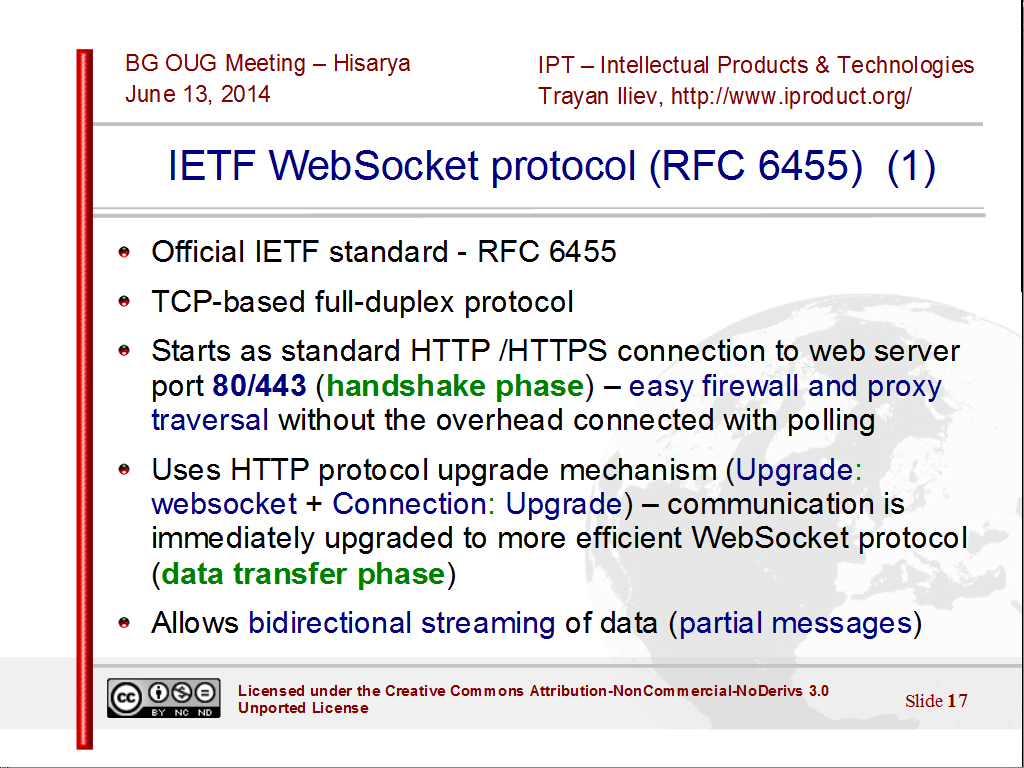 BG OUG Meeting – Hisarya
June 13, 2014
IPT – Intellectual Products & Technologies
Trayan Iliev, http://www.iproduct.org/
IETF WebSocket protocol (RFC 6455)  (1)
Official IETF standard - RFC 6455
TCP-based full-duplex protocol
Starts as standard HTTP /HTTPS connection to web server
port 80/443 (handshake phase) – easy firewall and proxy
traversal without the overhead connected with polling
Uses HTTP protocol upgrade mechanism (Upgrade:
websocket + Connection: Upgrade) – communication is
immediately upgraded to more efficient WebSocket protocol
(data transfer phase)
Allows bidirectional streaming of data (partial messages)
cc
BY NC ND
Licensed under the Creative Commons Attribution-NonCommercial-NoDerivs 3.0
Unported License
Slide 17